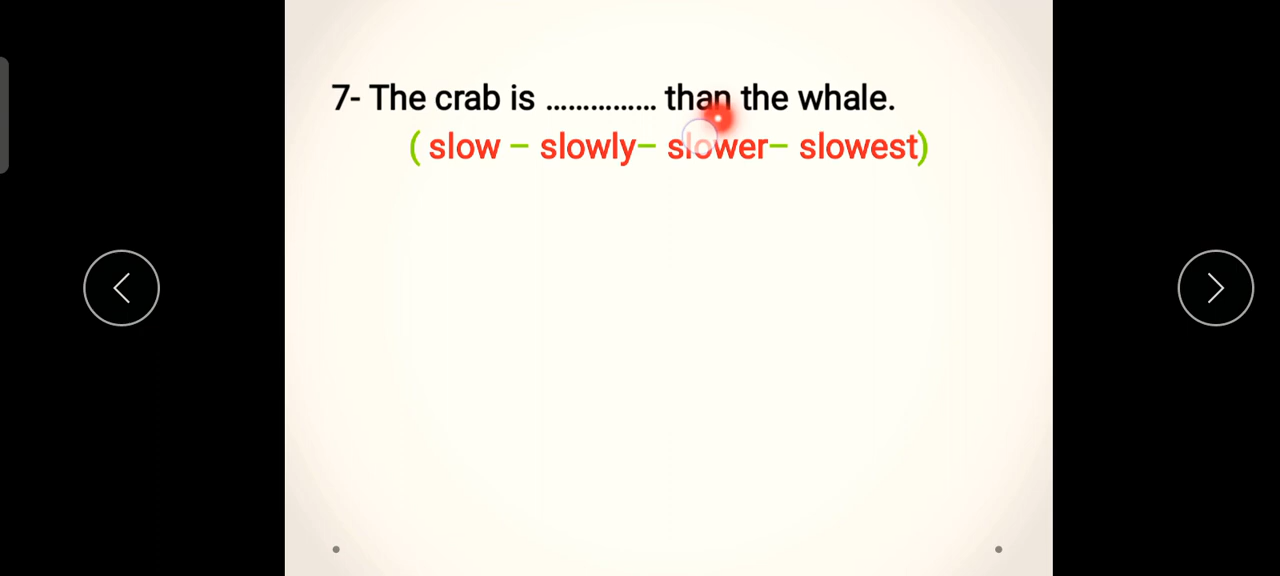 7- The crab is ............... than the whale.
( slow – slowly– slower– slowest)